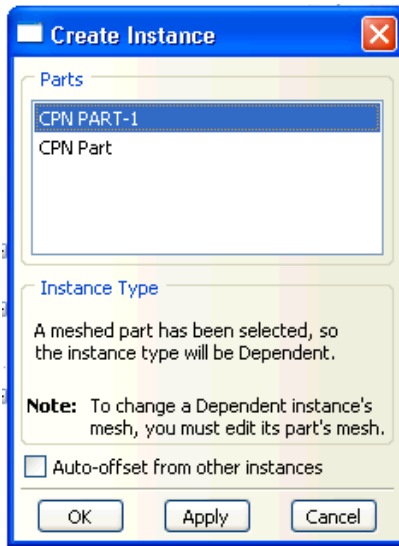 Create Instance
Parts
CPN PART-1
CPN Part
Instance Type
A meshed part has been selected, so
the instance type will be Dependent.
Note: To change a Dependent instance's
mesh, you must edit its part's mesh.
Auto-offset from other instances
OK Apply Cancel